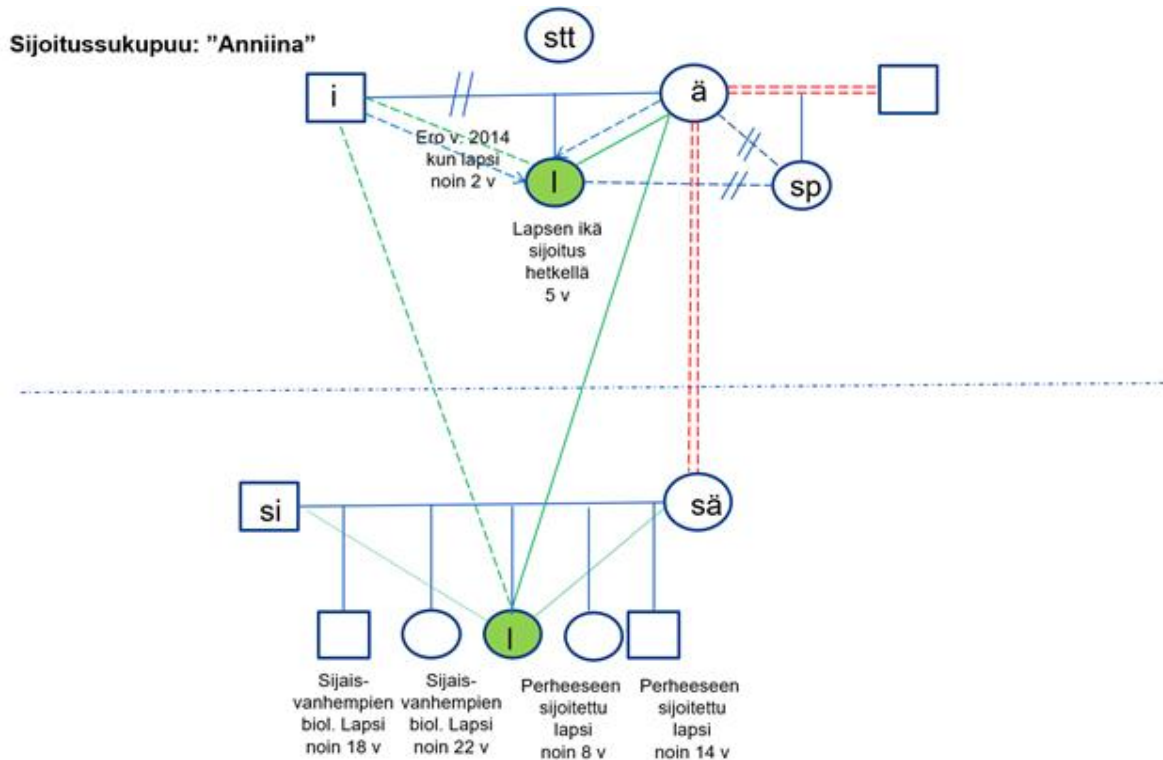 Sijoitussukupuu: "Anniina"
stt
i
ä
Ero v. 2014
kun lapsi
noin 2 v
l
sp
Lapsen ikä
sijoitus
hetkellä
5 v
si
sä
l
Sijais-
vanhempien
biol. Lapsi
noin 18 v
Sijais-
vanhempien
biol. Lapsi
noin 22 v
Perheeseen
sijoitettu
lapsi
noin 8 v
Perheeseen
sijoitettu
lapsi
noin 14 v